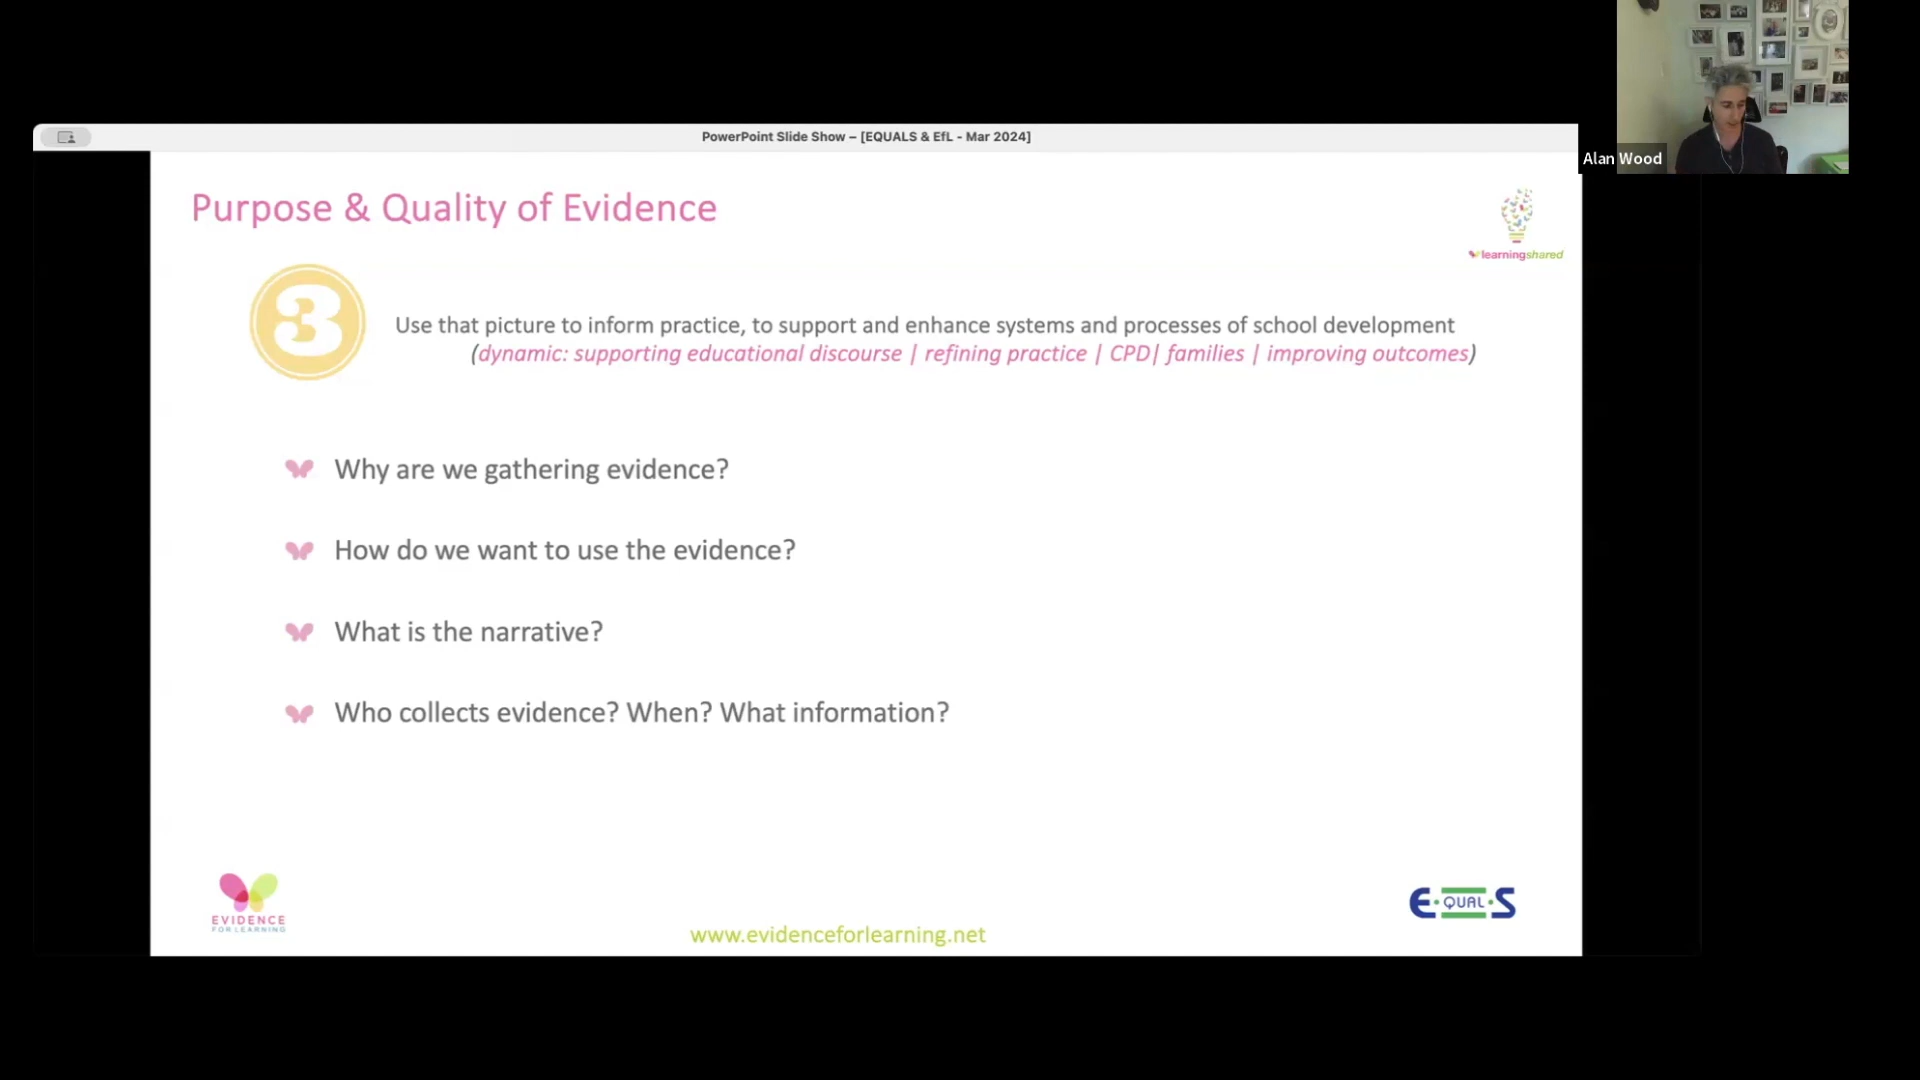 PowerPoint Slide Show – [EQUALS & EfL - Mar 2024]
Alan Wood
Purpose & Quality of Evidence
learningshared
3
Use that picture to inform practice, to support and enhance systems and processes of school development
(dynamic: supporting educational discourse | refining practice | CPD| families | improving outcomes)
Why are we gathering evidence?
How do we want to use the evidence?
What is the narrative?
Who collects evidence? When? What information?
EVIDENCE
FOR LEARNING
E·QUAL·S
www.evidenceforlearning.net